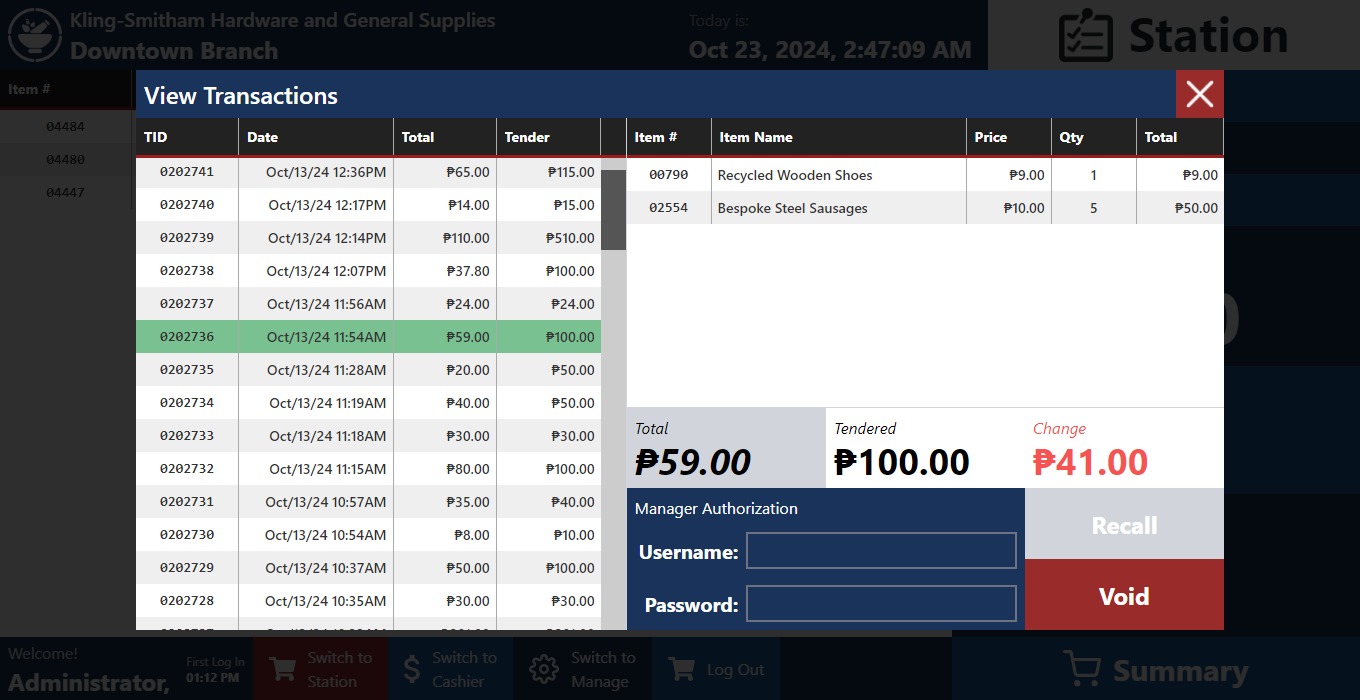 Kling-Smitham Hardware and General Supplies
Downtown Branch
Today is:
Oct 23, 2024, 2:47:09 AM
Station
Item #
04484
04480
04447
View Transactions
TID Date Total Tender
0202741 Oct/13/24 12:36PM ₱65.00 ₱115.00
0202740 Oct/13/24 12:17PM ₱14.00 ₱15.00
0202739 Oct/13/24 12:14PM ₱110.00 ₱510.00
0202738 Oct/13/24 12:07PM ₱37.80 ₱100.00
0202737 Oct/13/24 11:56AM ₱24.00 ₱24.00
0202736 Oct/13/24 11:54AM ₱59.00 ₱100.00
0202735 Oct/13/24 11:28AM ₱20.00 ₱50.00
0202734 Oct/13/24 11:19AM ₱40.00 ₱50.00
0202733 Oct/13/24 11:18AM ₱30.00 ₱30.00
0202732 Oct/13/24 11:15AM ₱80.00 ₱100.00
0202731 Oct/13/24 10:57AM ₱35.00 ₱40.00
0202730 Oct/13/24 10:54AM ₱8.00 ₱10.00
0202729 Oct/13/24 10:37AM ₱50.00 ₱100.00
0202728 Oct/13/24 10:35AM ₱30.00 ₱30.00
Item # Item Name Price Qty Total
00790 Recycled Wooden Shoes ₱9.00 1 ₱9.00
02554 Bespoke Steel Sausages ₱10.00 5 ₱50.00
Total Tendered Change
₱59.00 ₱100.00 ₱41.00
Manager Authorization
Username:
Password:
Recall
Void
Welcome!
Administrator,
First Log In
01:12 PM
Switch to
Station
Switch to
Cashier
Switch to
Manage
Log Out
Summary